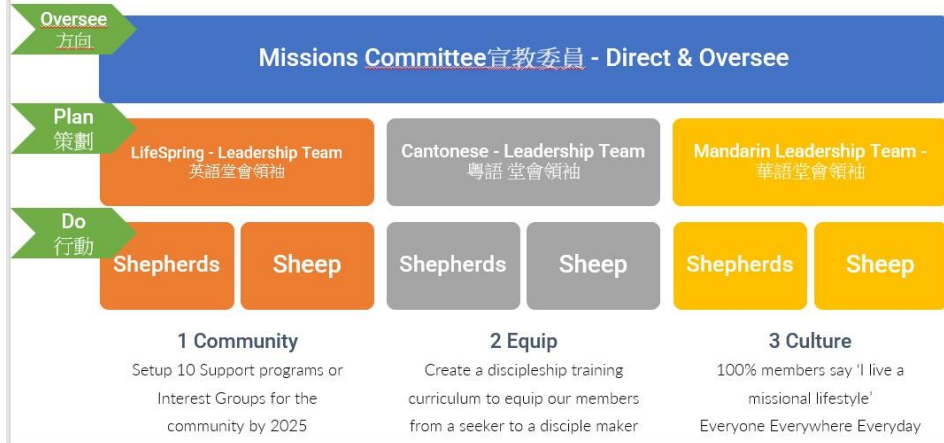 Oversee
方向
Missions Committee宣教委員 - Direct & Oversee
Plan
策劃
LifeSpring - Leadership Team
英語堂會領袖
Cantonese - Leadership Team
粵語 堂會領袖
Mandarin Leadership Team -
華語堂會領袖
Do
行動
Shepherds
Sheep
Shepherds
Sheep
Shepherds
Sheep
1 Community
Setup 10 Support programs or
Interest Groups for the
community by 2025
2 Equip
Create a discipleship training
curriculum to equip our members
from a seeker to a disciple maker
3 Culture
100% members say ‘I live a
missional lifestyle’
Everyone Everywhere Everyday